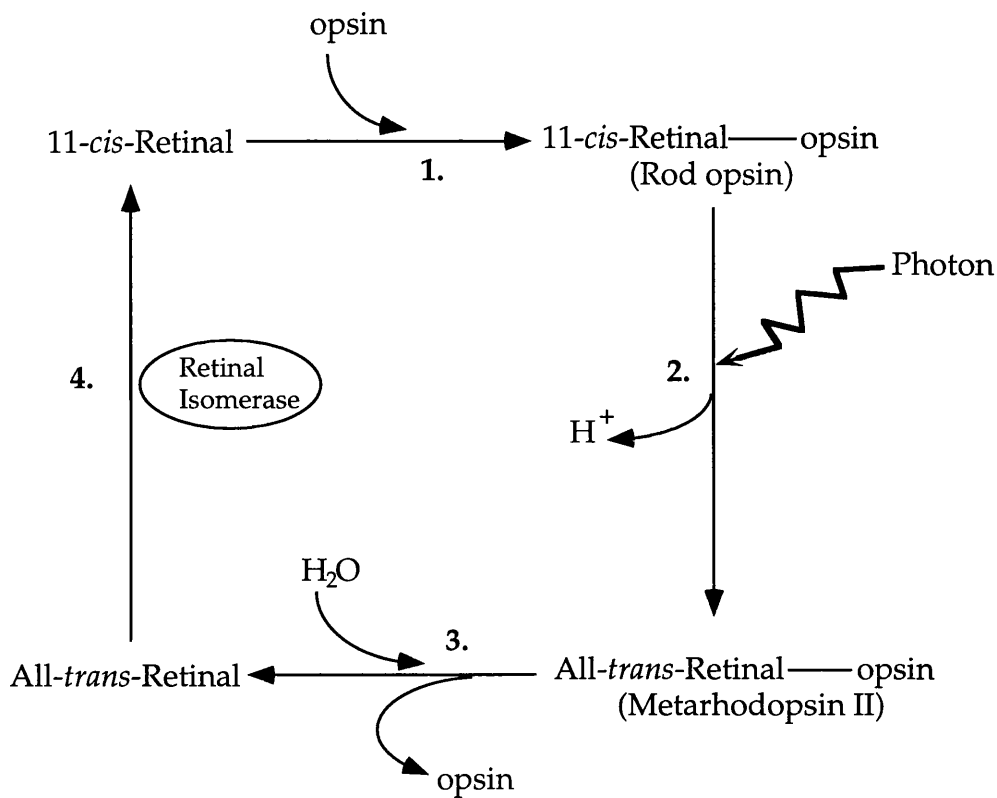 opsin
11-cis-Retinal
1.
11-cis-Retinal—opsin
(Rod opsin)
Photon
4.
Retinal
Isomerase
2.
H+
H2O
3.
All-trans-Retinal
All-trans-Retinal—opsin
(Metarhodopsin II)
opsin